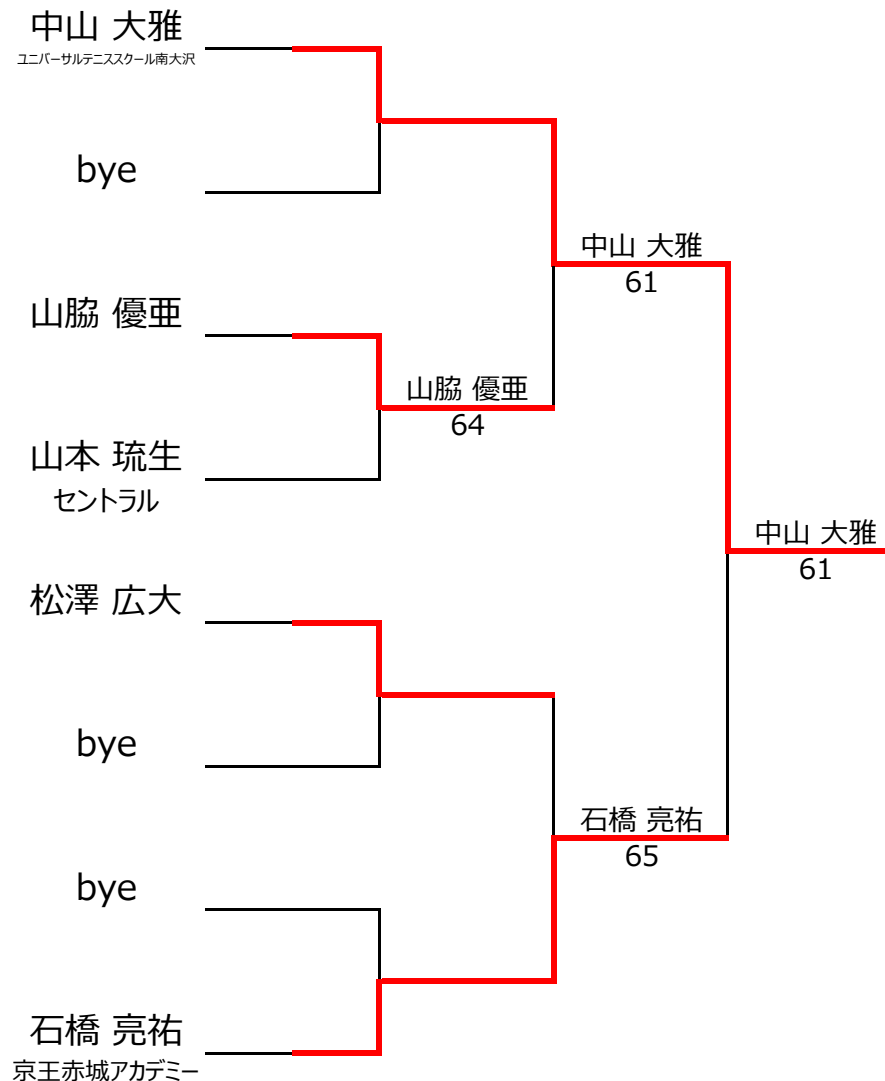 中山 大雅
ユニバーサルテニススクール南大沢
bye
山脇 優亜
山本 琉生
セントラル
松澤 広大
bye
bye
石橋 亮祐
京王赤城アカデミー
山脇 優亜
64
中山 大雅
61
石橋 亮祐
65
中山 大雅
61